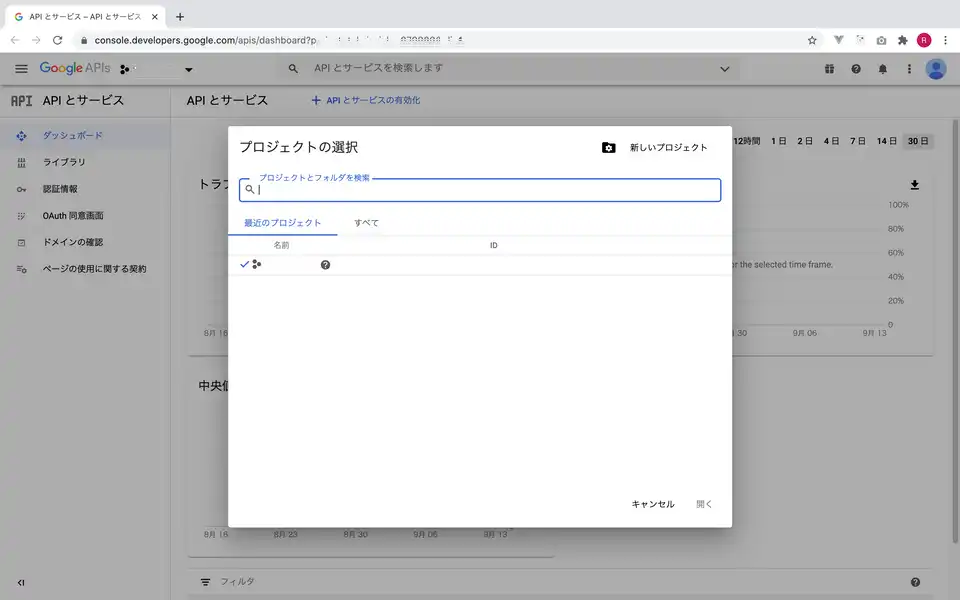 API とサービス – API とサービス
console.developers.google.com/apis/dashboard?p
R
Google APIs
API とサービスを検索します
API API とサービス
API とサービス
API とサービスの有効化
ダッシュボード
ライブラリ
認証情報
OAuth 同意画面
ドメインの確認
ページの使用に関する契約
12時間 1 日 2 日 4 日 7 日 14 日 30 日
トラフ
プロジェクトの選択
新しいプロジェクト
プロジェクトとフォルダを検索
最近のプロジェクト すべて
名前 ID
100%
80%
60%
or the selected time frame.
40%
20%
0
8月 16
30 9月 06 9月 13
中央値
キャンセル 開く
8月 16 8月 23 8月 30 9月 06 9月 13
フィルタ